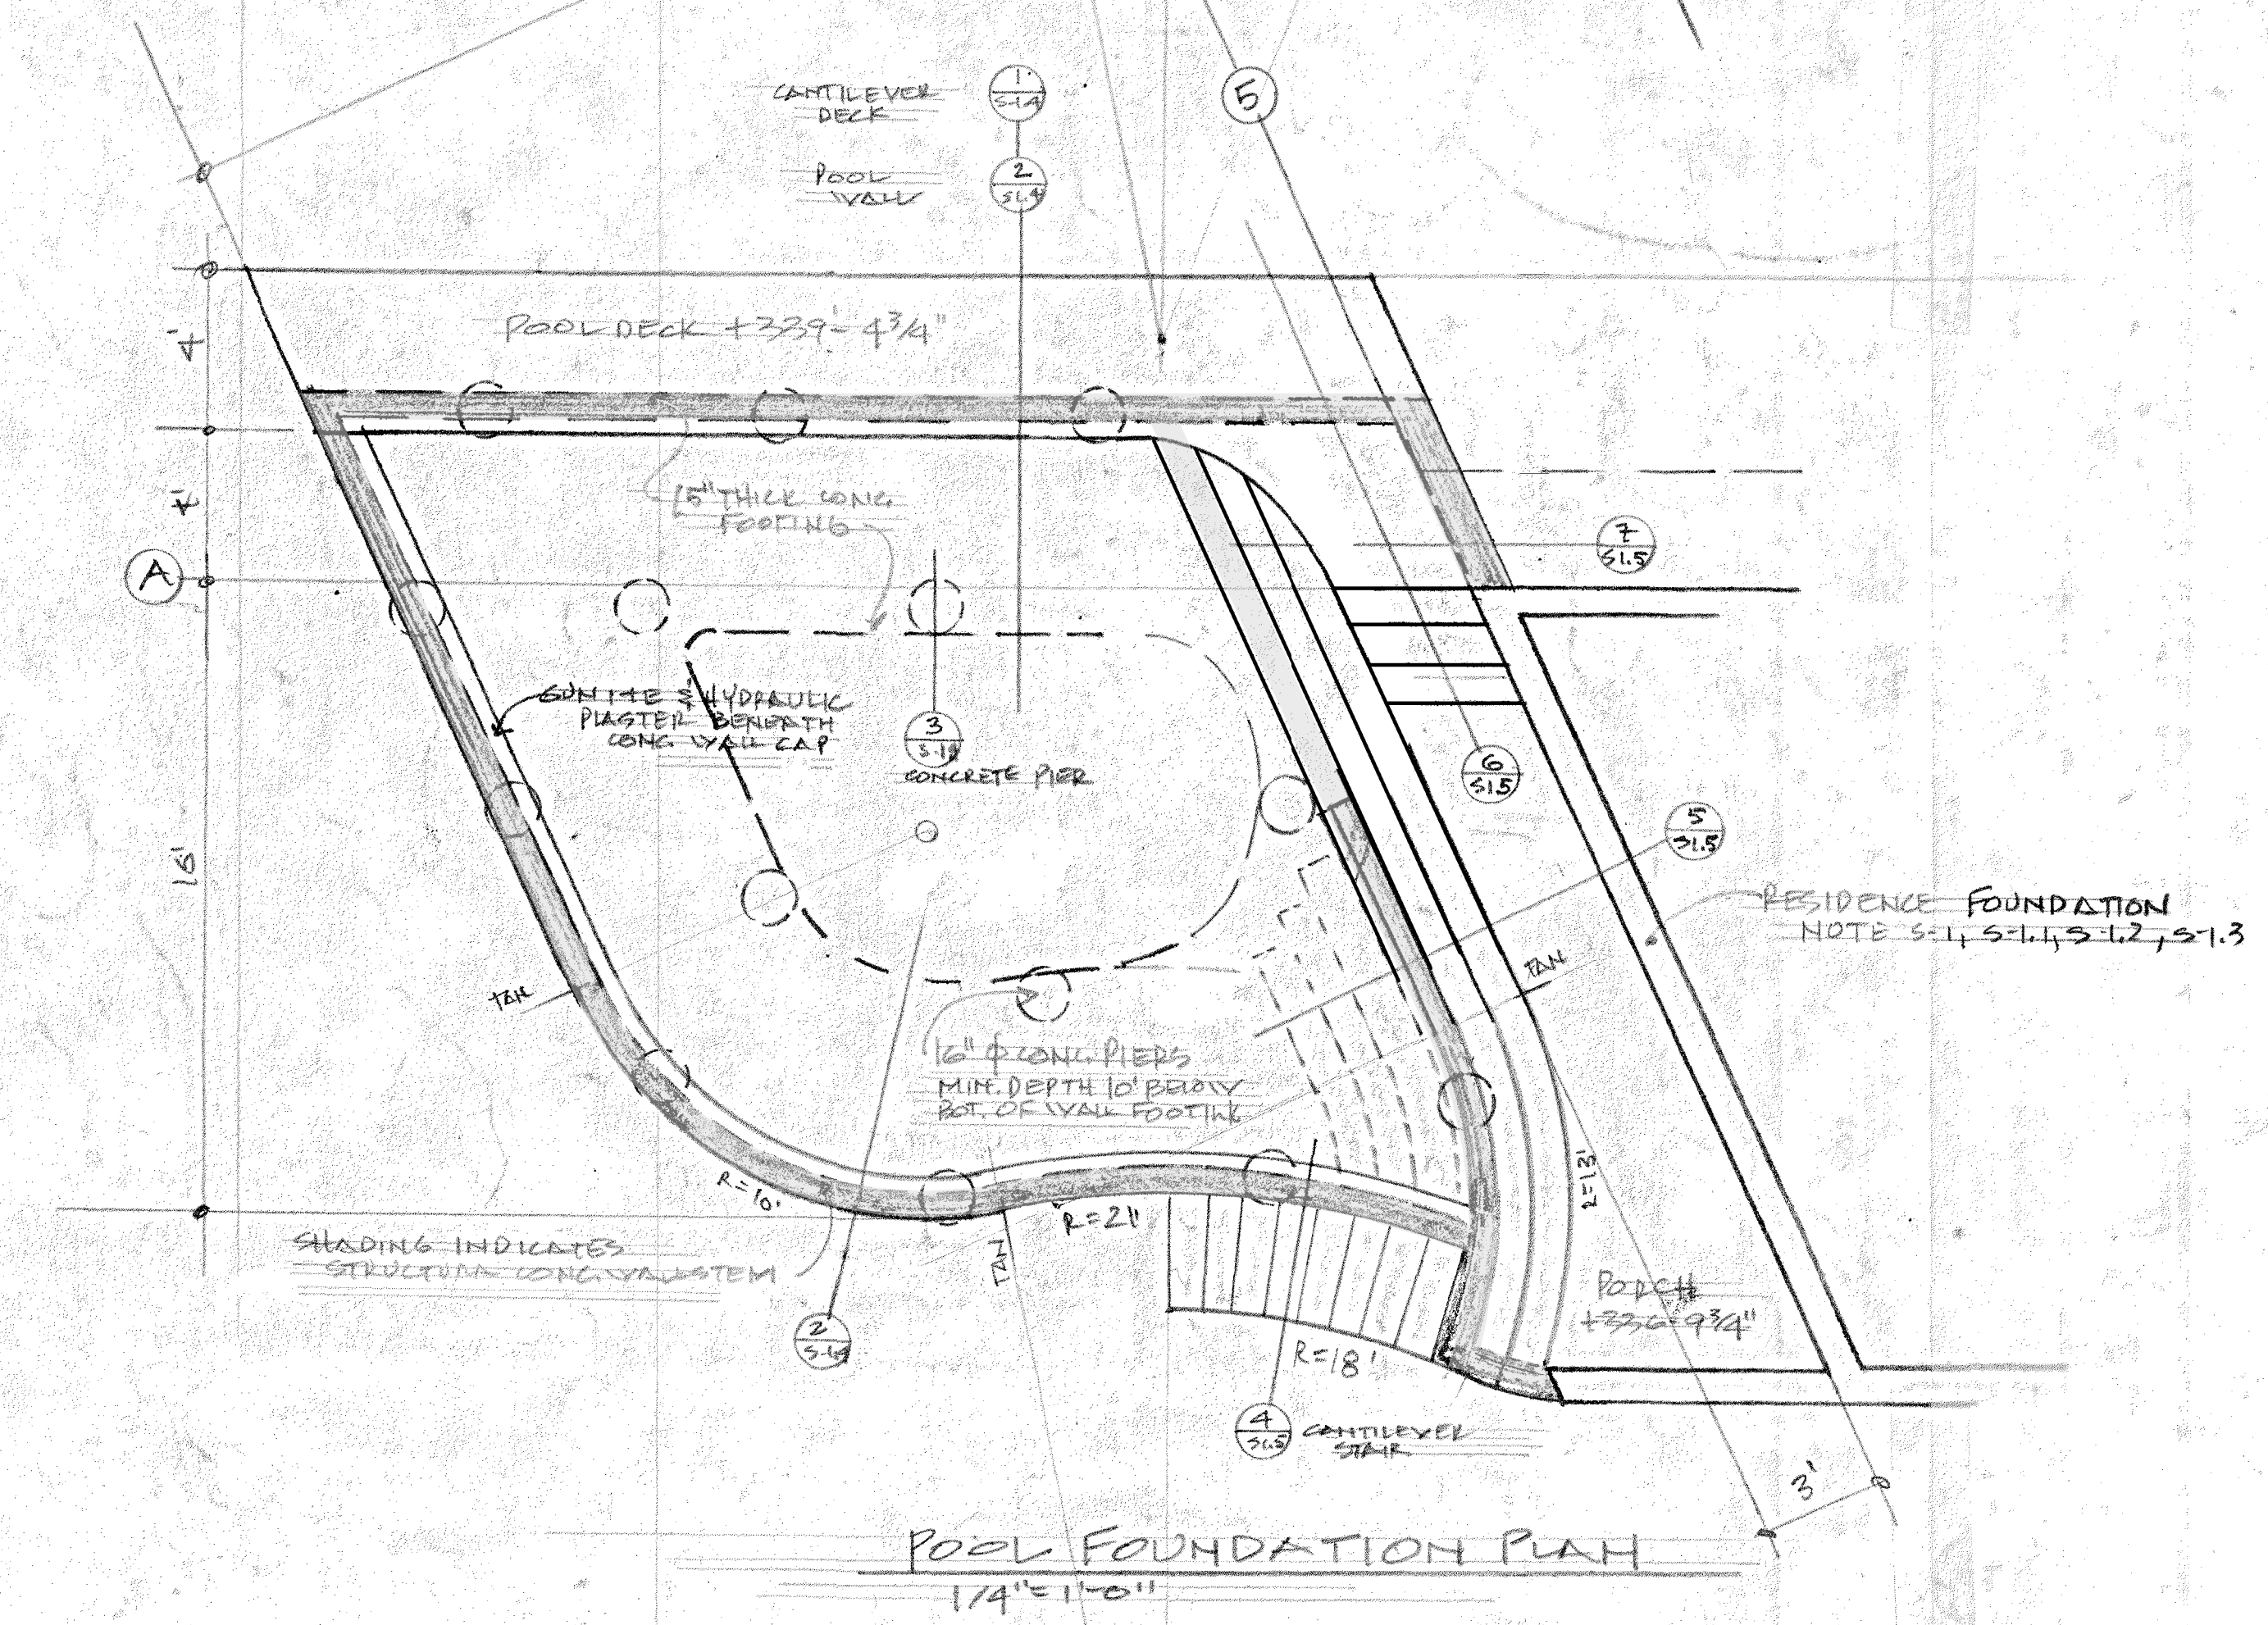 CANTILEVER
DECK
1
S-1.4
5
POOL
WALL
2
S1.4
POOL DECK +339'- 4 3/4"
4'
4'
15" THICK CONC.
FOOTING
7
S1.5
A
GUNITE & HYDRAULIC
PLASTER BENEATH
CONC. WALL CAP
3
CONCRETE PIER
6
S1.5
5
S1.5
16'
RESIDENCE FOUNDATION
NOTE S-1, S-1.1, S-1.2, S-1.3
TAN
TAN
16" Φ CONC. PIERS
MIN. DEPTH 10' BELOW
BOT. OF WALL FOOTING
R=10'
R=21'
R=13'
TAN
SHADING INDICATES
STRUCTURAL CONC. WALL STEM
PORCH
+336'-9 3/4"
2
S-1.4
R=18'
4
S1.5
CANTILEVER
STAIR
3'
POOL FOUNDATION PLAN
1/4"=1'-0"